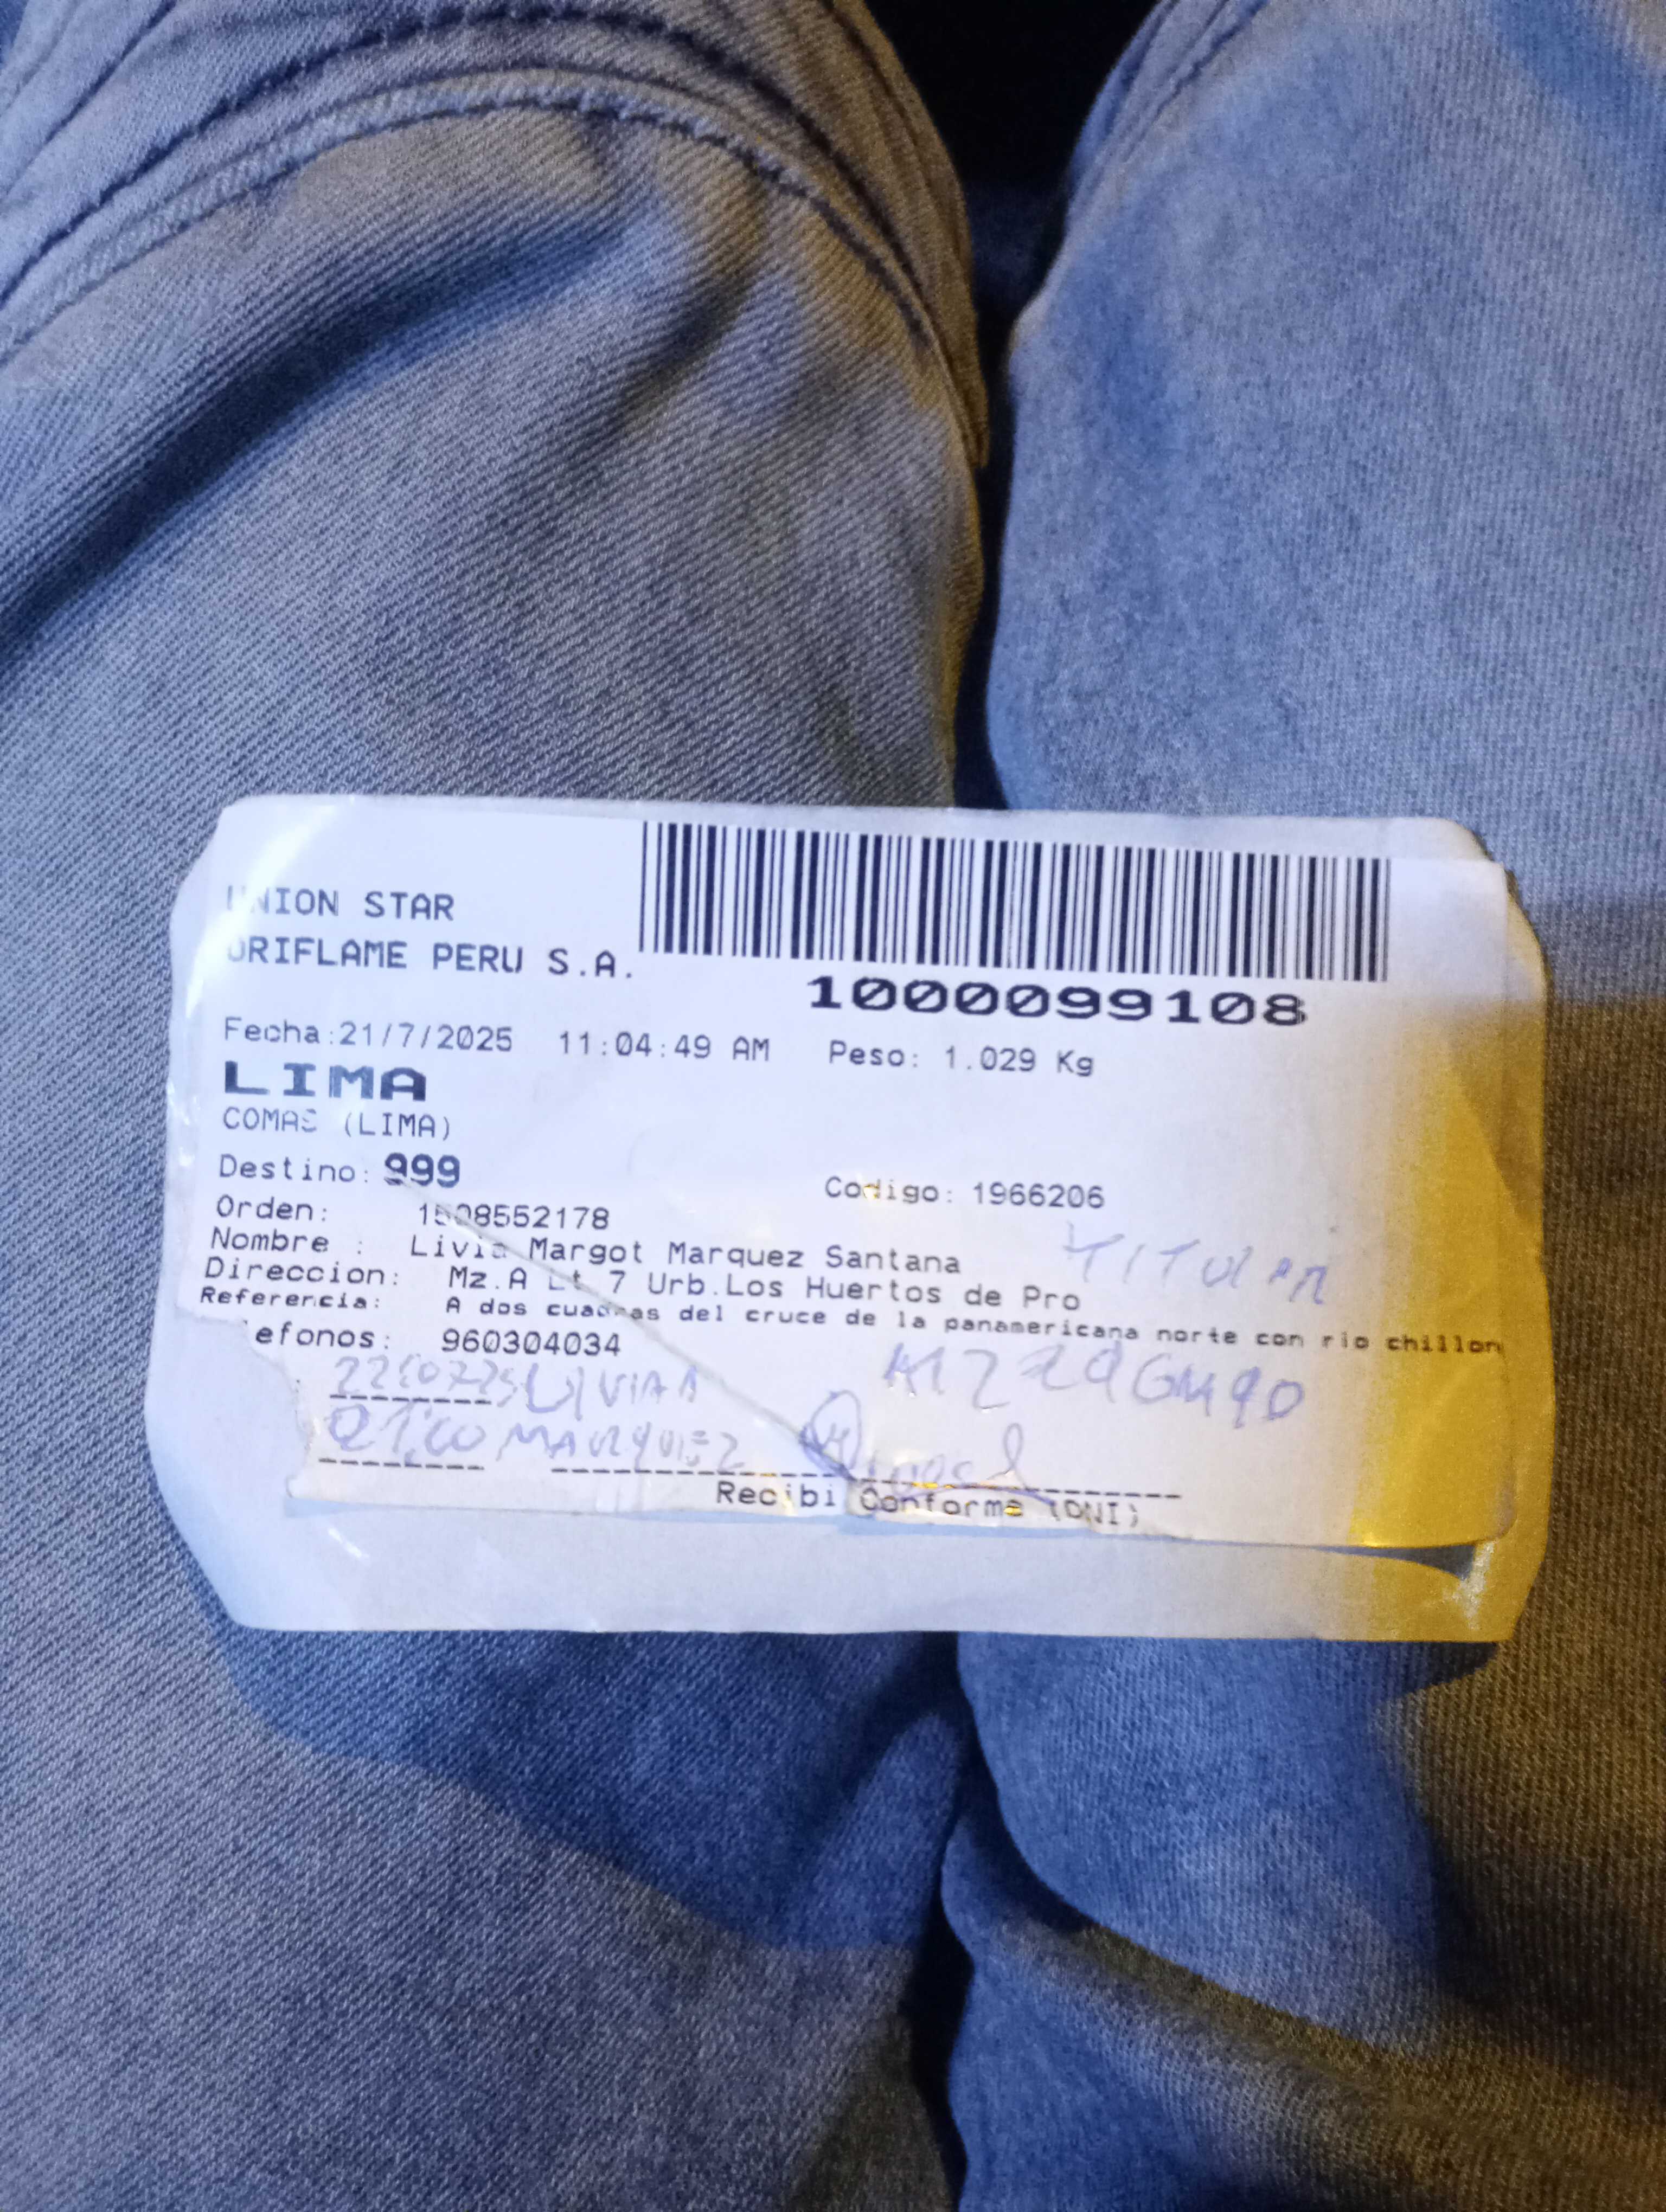 UNION STAR
ORIFLAME PERU S.A.
1000099108
Fecha:21/7/2025 11:04:49 AM Peso: 1.029 Kg
LIMA
COMAS (LIMA)
Destino: 999 Codigo: 1966206
Orden: 1508552178
Nombre : Livia Margot Marquez Santana
TITULAR
Direccion: Mz.A Lt 7 Urb.Los Huertos de Pro
Referencia: A dos cuadras del cruce de la panamericana norte con rio chillon
efonos: 960304034
LIVIA
MARQUEZ
Recibi Conforme (DNI)